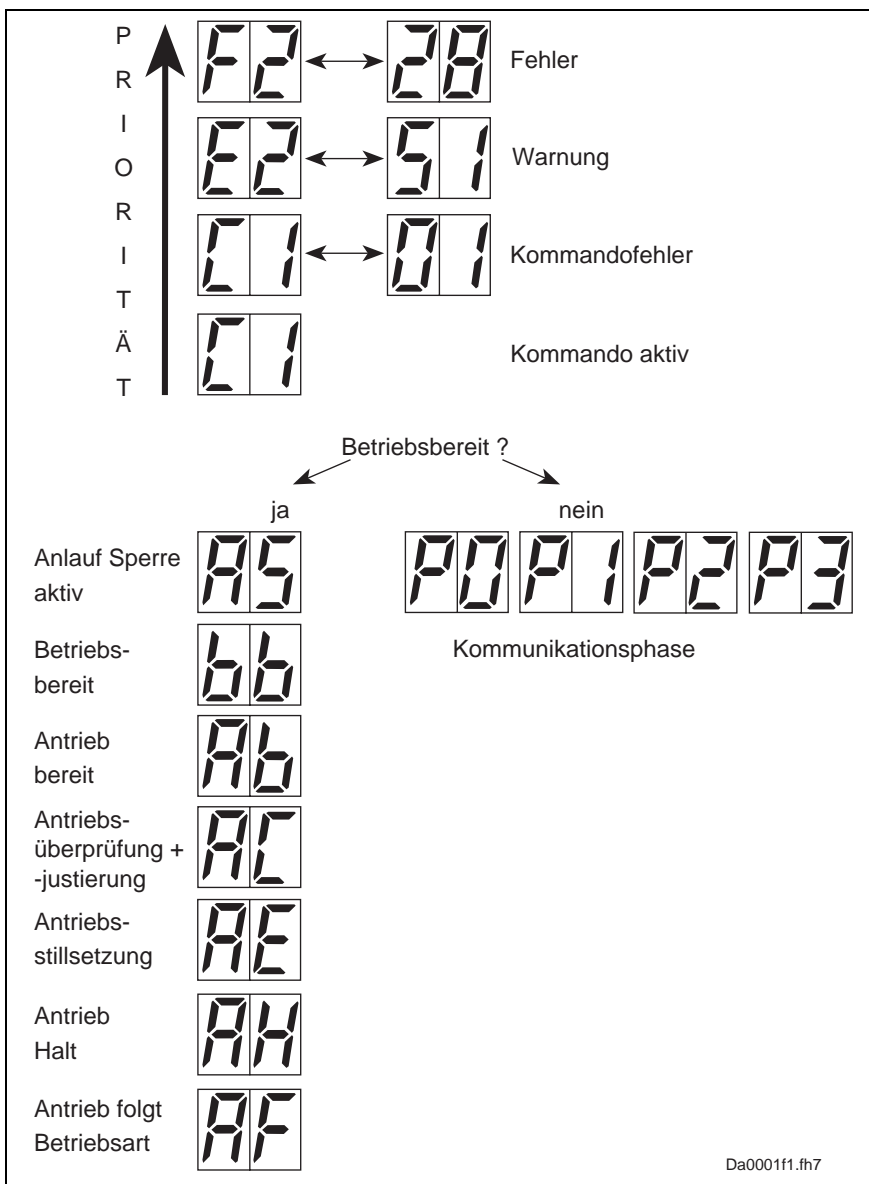 PRIORITÄT
F2 28 Fehler
E2 51 Warnung
C1 01 Kommandofehler
C1 Kommando aktiv
Betriebsbereit ?
ja nein
Anlauf Sperre
aktiv
AS
P0 P1 P2 P3
Kommunikationsphase
Betriebs-
bereit
bb
Antrieb
bereit
Ab
Antriebs-
überprüfung +
-justierung
AC
Antriebs-
stillsetzung
AE
Antrieb
Halt
AH
Antrieb folgt
Betriebsart
AF
Da0001f1.fh7